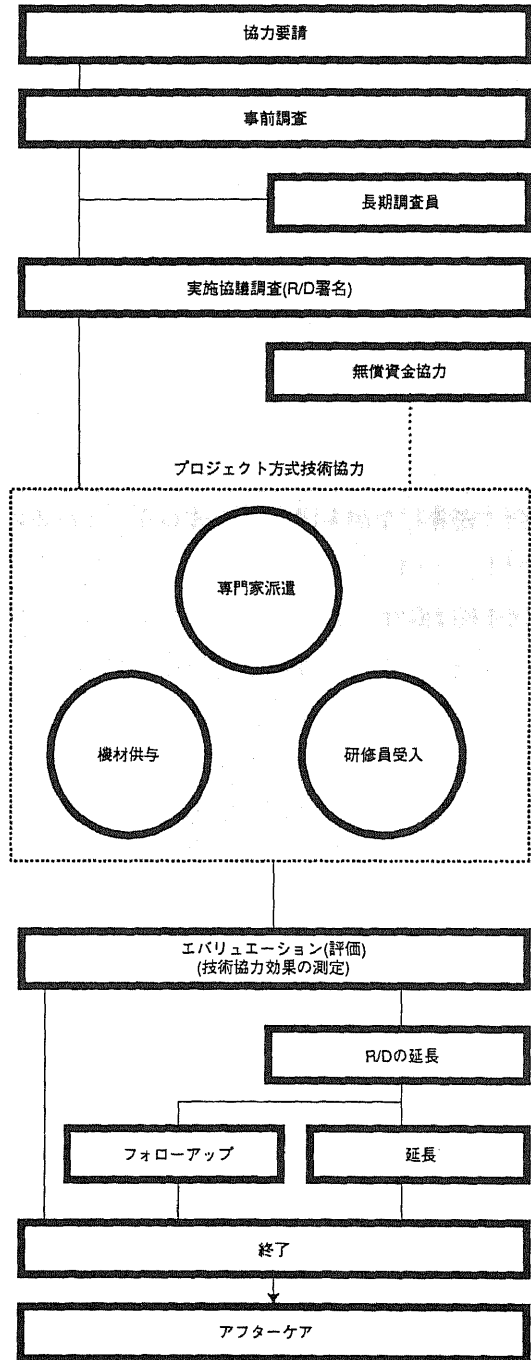 協力要請
事前調査
長期調査員
実施協議調査(R/D署名)
無償資金協力
プロジェクト方式技術協力
専門家派遣
機材供与
研修員受入
エバリュエーション(評価)
(技術協力効果の測定)
R/Dの延長
フォローアップ
延長
終了
アフターケア